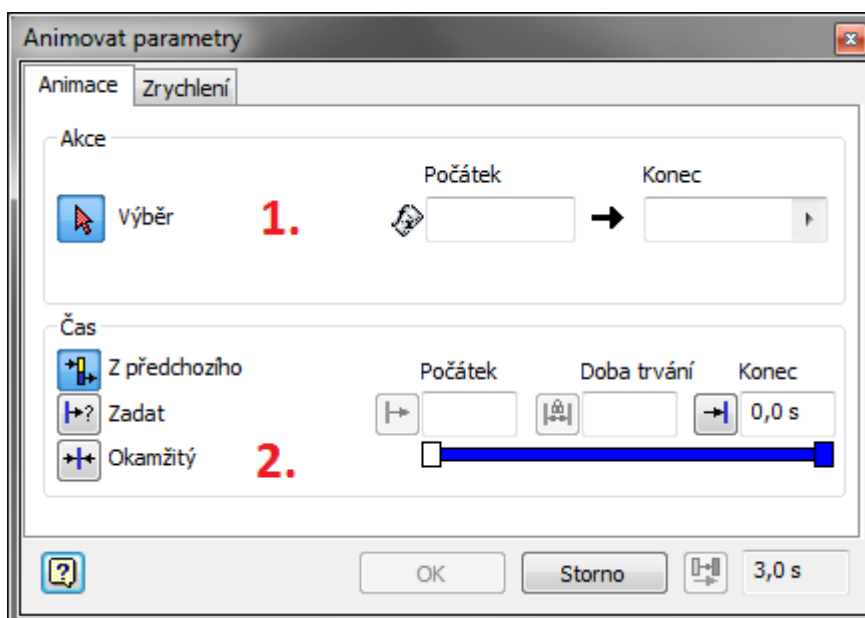 Animovat parametry
Animace Zrychlení
Akce
Počátek Konec
Výběr 1.
Čas
Z předchozího Počátek Doba trvání Konec
Zadat 0,0 s
Okamžitý 2.
OK Storno 3,0 s